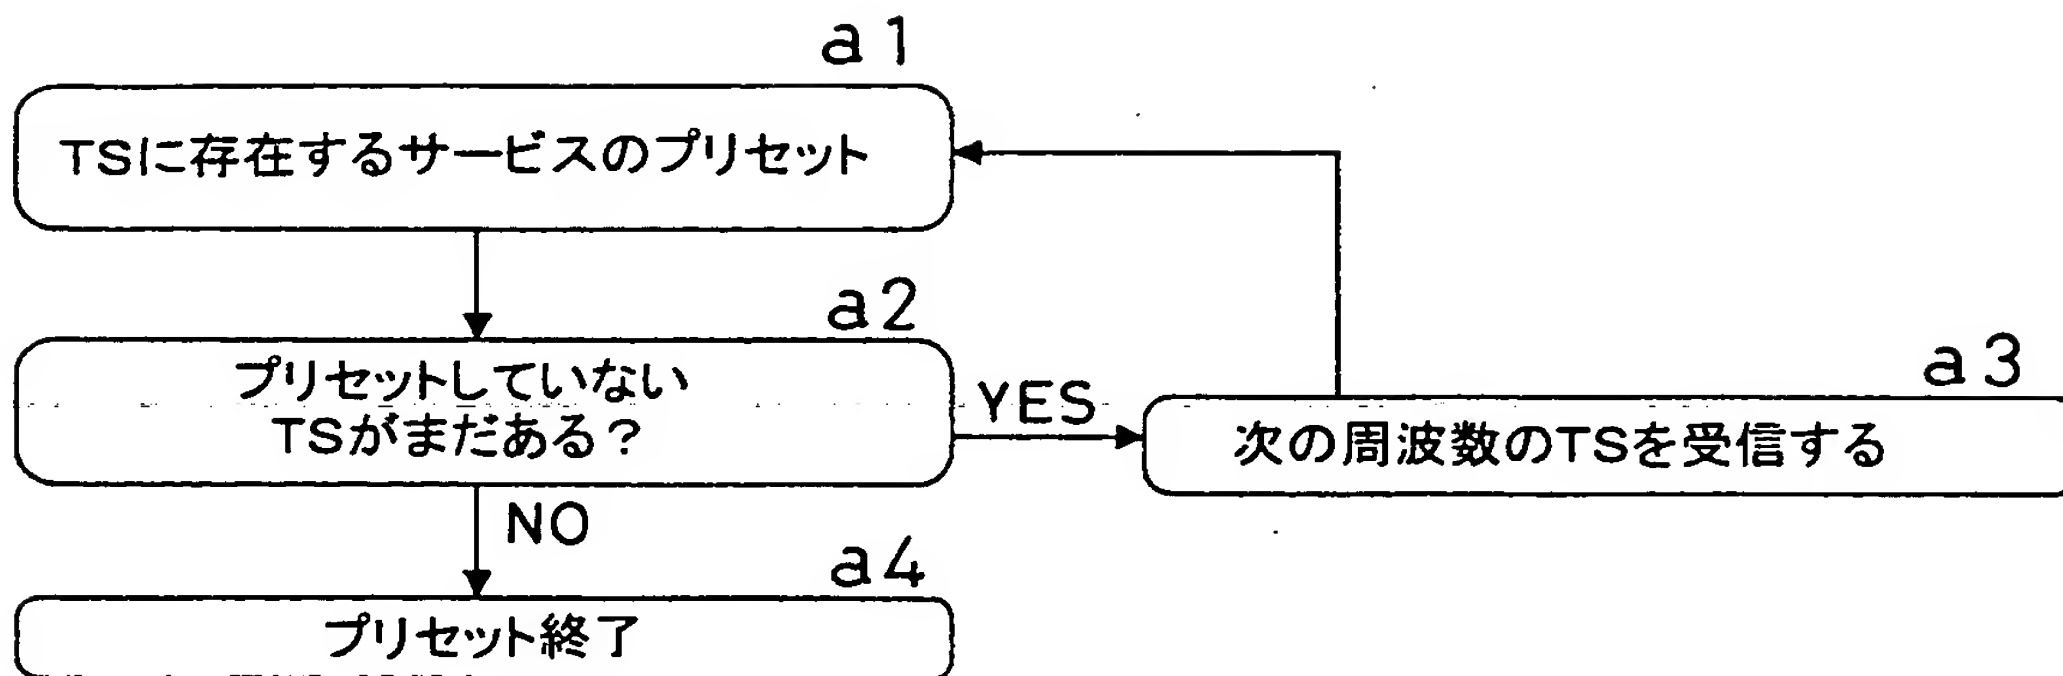 a1
TSに存在するサービスのプリセット
a2
プリセットしていない
TSがまだある?
YES
a3
次の周波数のTSを受信する
NO
a4
プリセット終了